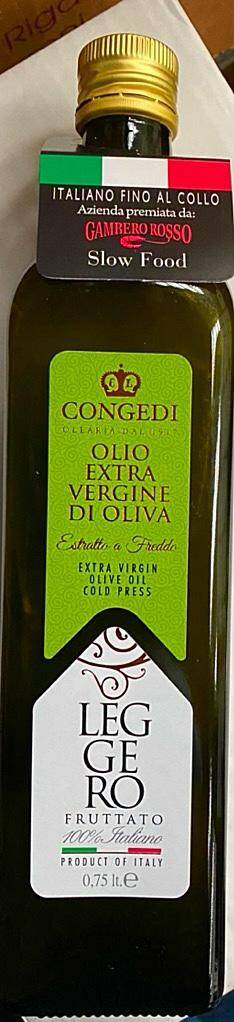 Riga
ITALIANO FINO AL COLLO
Azienda premiata da:
GAMBERO ROSSO
Slow Food
C L
CONGEDI
OLEARIA DAL 1917
OLIO
EXTRA
VERGINE
DI OLIVA
Estratto a Freddo
EXTRA VIRGIN
OLIVE OIL
COLD PRESS
LEG
GE
RO
FRUTTATO
100% Italiano
PRODUCT OF ITALY
0,75 lt.e